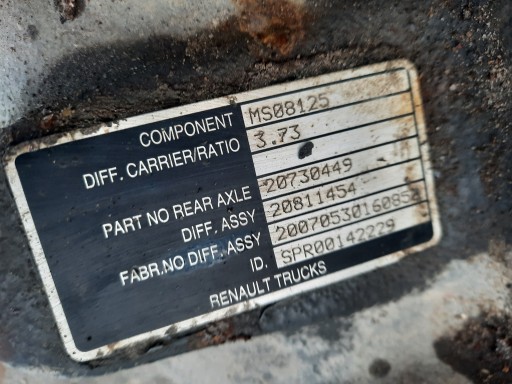 COMPONENT MS08125
DIFF. CARRIER/RATIO 3.73
PART NO REAR AXLE 20730449
DIFF. ASSY 20811454
FABR.NO DIFF. ASSY 20070530160852
ID. SPR00142229
RENAULT TRUCKS